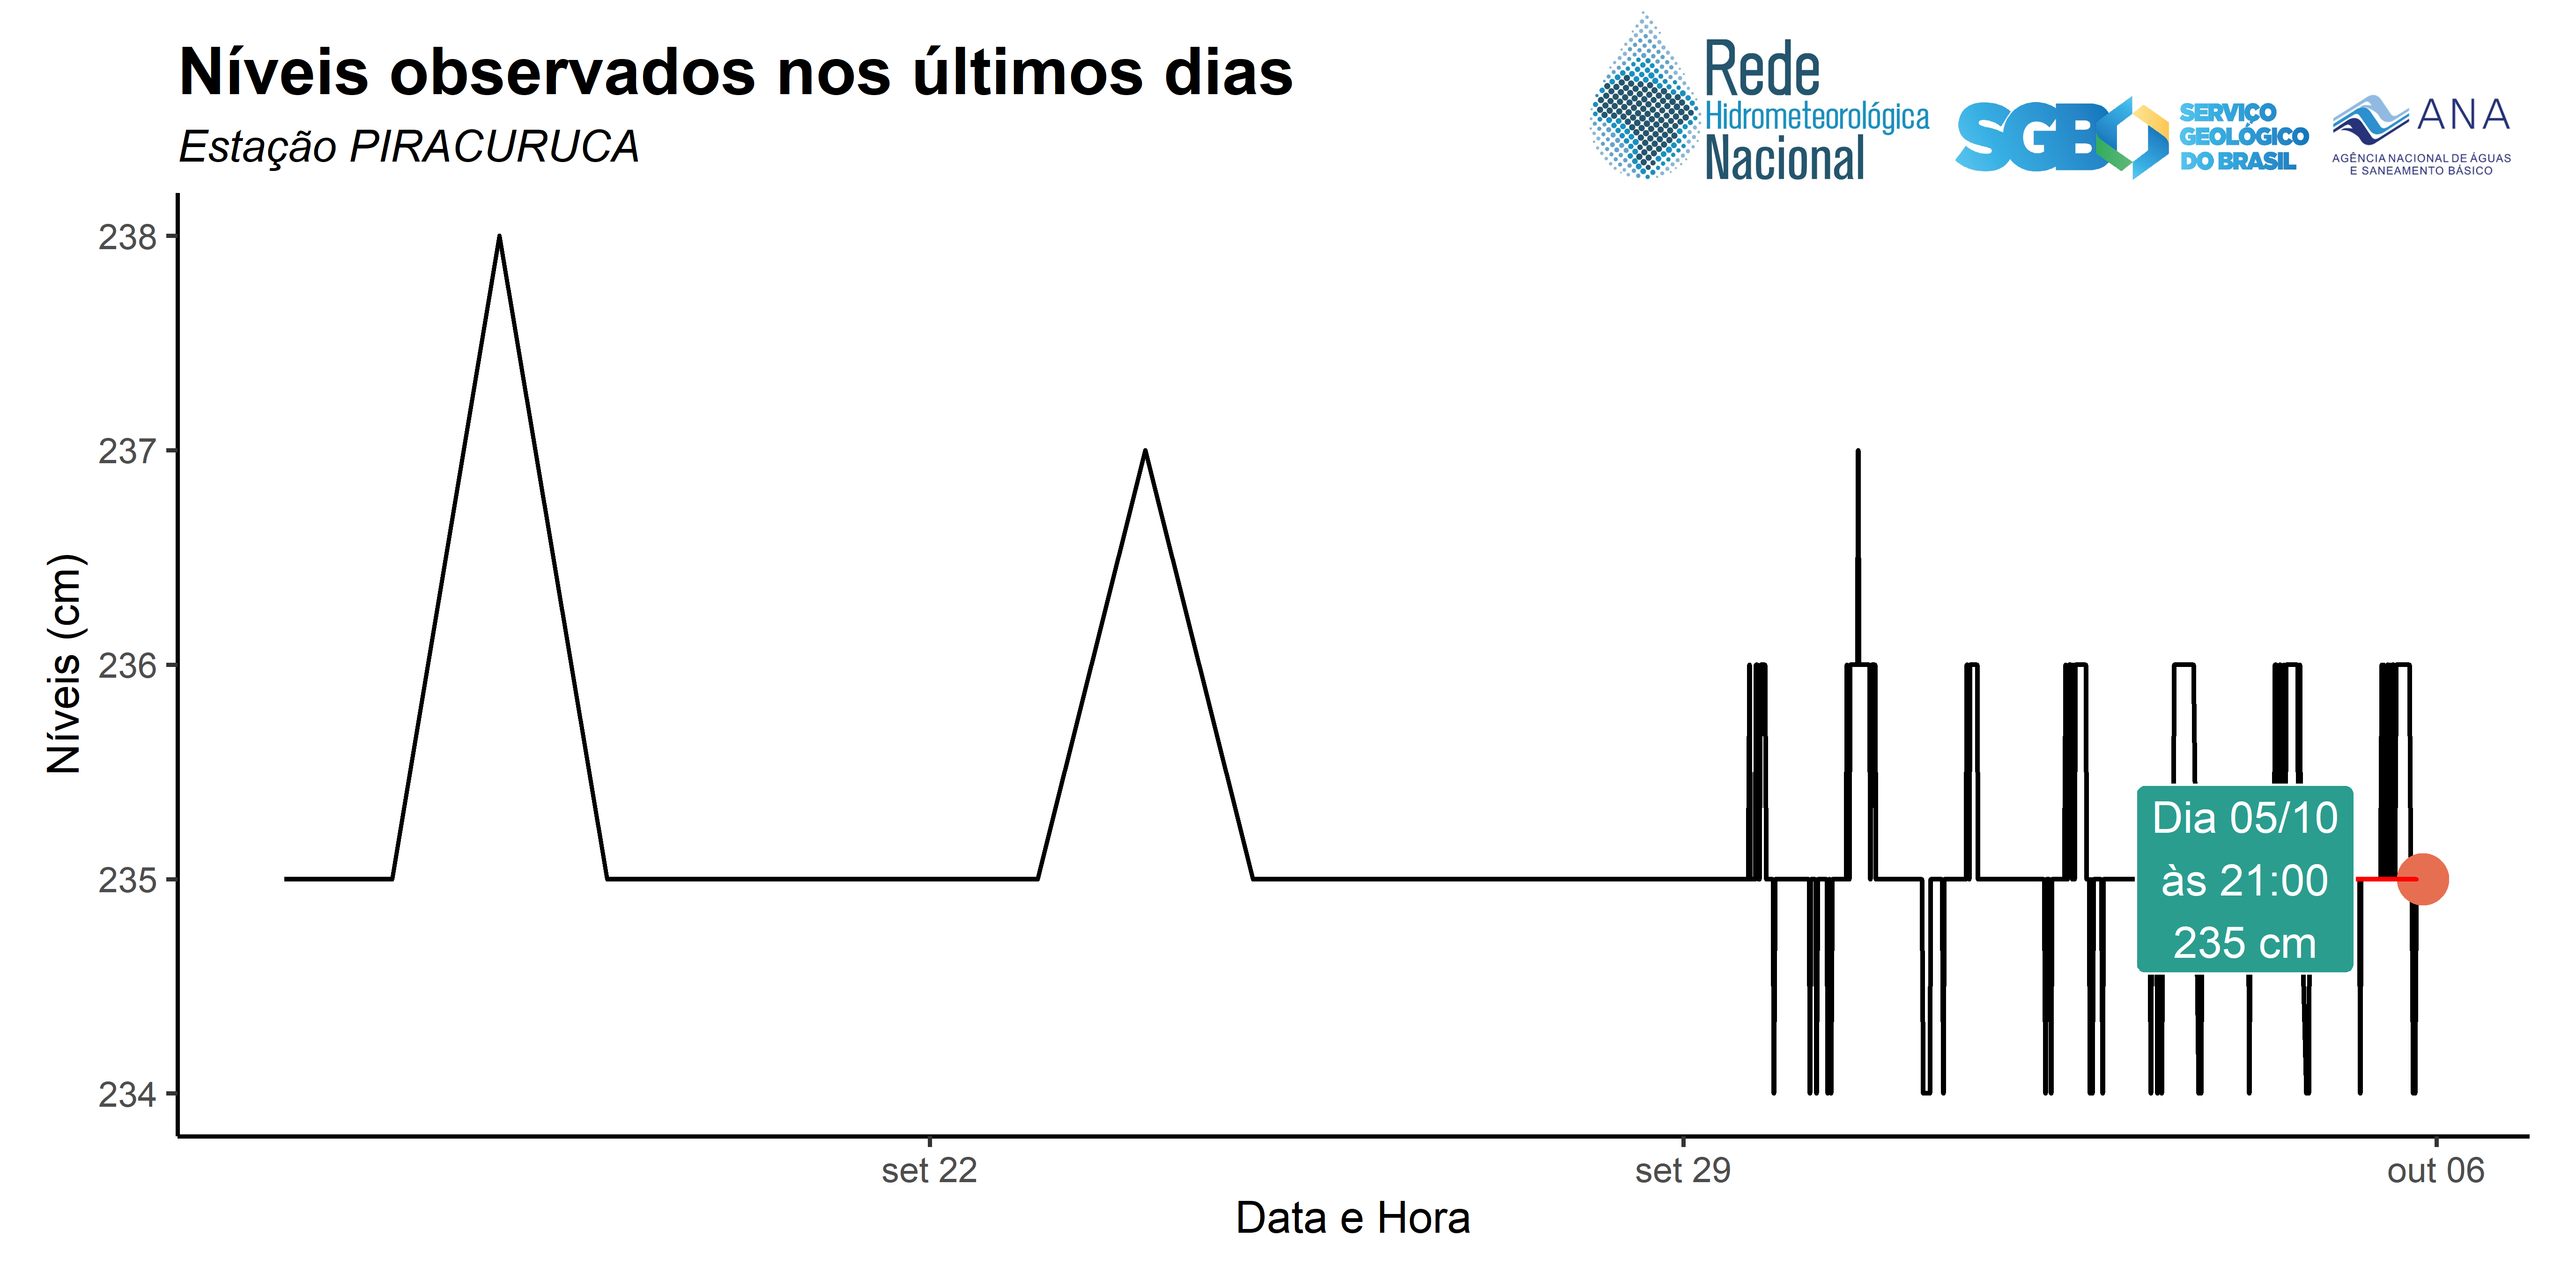 Níveis observados nos últimos dias
Estação PIRACURUCA
Rede
Hidrometeorológica
Nacional
SGB
SERVIÇO
GEOLÓGICO
DO BRASIL
ANA
AGÊNCIA NACIONAL DE ÁGUAS
E SANEAMENTO BÁSICO
Níveis (cm)
238
237
236
235
234
Dia 05/10
às 21:00
235 cm
set 22
set 29
out 06
Data e Hora